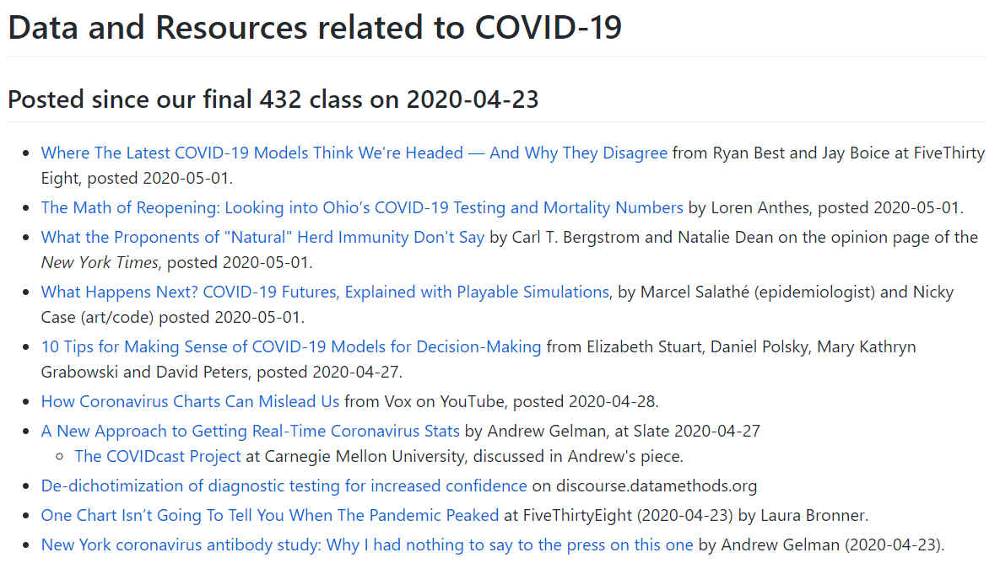 Data and Resources related to COVID-19
Posted since our final 432 class on 2020-04-23
Where The Latest COVID-19 Models Think We're Headed — And Why They Disagree from Ryan Best and Jay Boice at FiveThirty
Eight, posted 2020-05-01.
The Math of Reopening: Looking into Ohio’s COVID-19 Testing and Mortality Numbers by Loren Anthes, posted 2020-05-01.
What the Proponents of "Natural" Herd Immunity Don't Say by Carl T. Bergstrom and Natalie Dean on the opinion page of the
New York Times, posted 2020-05-01.
What Happens Next? COVID-19 Futures, Explained with Playable Simulations, by Marcel Salathé (epidemiologist) and Nicky
Case (art/code) posted 2020-05-01.
10 Tips for Making Sense of COVID-19 Models for Decision-Making from Elizabeth Stuart, Daniel Polsky, Mary Kathryn
Grabowski and David Peters, posted 2020-04-27.
How Coronavirus Charts Can Mislead Us from Vox on YouTube, posted 2020-04-28.
A New Approach to Getting Real-Time Coronavirus Stats by Andrew Gelman, at Slate 2020-04-27
The COVIDcast Project at Carnegie Mellon University, discussed in Andrew's piece.
De-dichotimization of diagnostic testing for increased confidence on discourse.datamethods.org
One Chart Isn’t Going To Tell You When The Pandemic Peaked at FiveThirtyEight (2020-04-23) by Laura Bronner.
New York coronavirus antibody study: Why I had nothing to say to the press on this one by Andrew Gelman (2020-04-23).